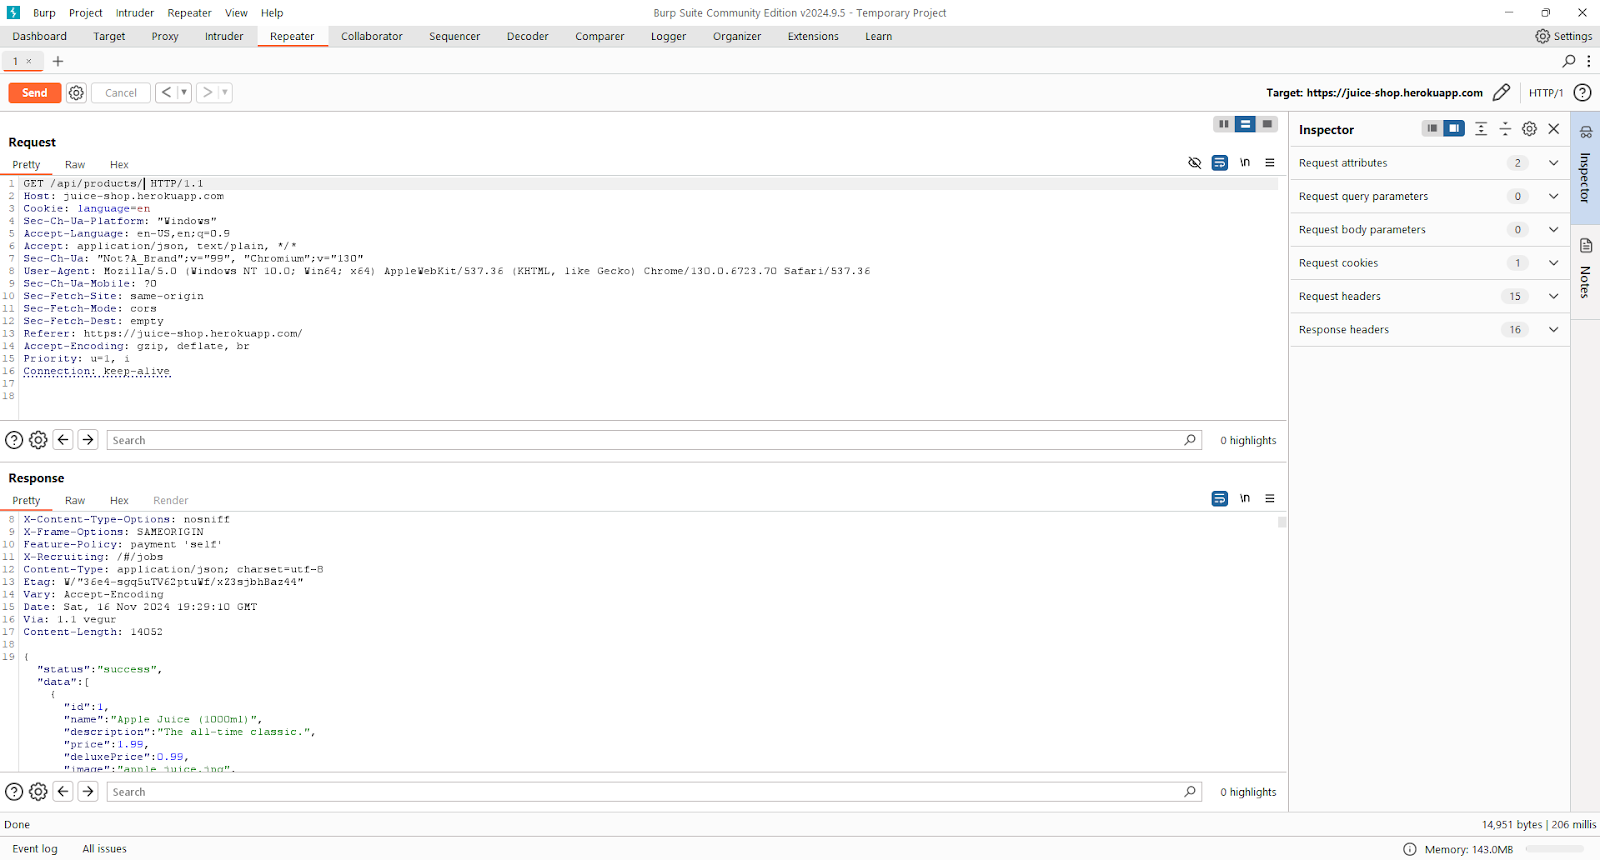 Burp Project Intruder Repeater View Help
Burp Suite Community Edition v2024.9.5 - Temporary Project
Dashboard Target Proxy Intruder Repeater Collaborator Sequencer Decoder Comparer Logger Organizer Extensions Learn
Settings
1 × +
Send Cancel < >
Target: https://juice-shop.herokuapp.com HTTP/1
Request
Pretty Raw Hex
\n
1 GET /api/products/ HTTP/1.1
2 Host: juice-shop.herokuapp.com
3 Cookie: language=en
4 Sec-Ch-Ua-Platform: "Windows"
5 Accept-Language: en-US,en;q=0.9
6 Accept: application/json, text/plain, */*
7 Sec-Ch-Ua: "Not?A_Brand";v="99", "Chromium";v="130"
8 User-Agent: Mozilla/5.0 (Windows NT 10.0; Win64; x64) AppleWebKit/537.36 (KHTML, like Gecko) Chrome/130.0.6723.70 Safari/537.36
9 Sec-Ch-Ua-Mobile: ?0
10 Sec-Fetch-Site: same-origin
11 Sec-Fetch-Mode: cors
12 Sec-Fetch-Dest: empty
13 Referer: https://juice-shop.herokuapp.com/
14 Accept-Encoding: gzip, deflate, br
15 Priority: u=1, i
16 Connection: keep-alive
17
18
Search
0 highlights
Response
Pretty Raw Hex Render
\n
8 X-Content-Type-Options: nosniff
9 X-Frame-Options: SAMEORIGIN
10 Feature-Policy: payment 'self'
11 X-Recruiting: /#/jobs
12 Content-Type: application/json; charset=utf-8
13 Etag: W/"36e4-sgqSuTV62ptuWf/xZ3sjbhBaz44"
14 Vary: Accept-Encoding
15 Date: Sat, 16 Nov 2024 19:29:10 GMT
16 Via: 1.1 vegur
17 Content-Length: 14052
18
19 {
"status":"success",
"data":[
{
"id":1,
"name":"Apple Juice (1000ml)",
"description":"The all-time classic.",
"price":1.99,
"deluxePrice":0.99,
"image":"apple_juice.jpg",
Search
0 highlights
Inspector
Request attributes 2
Request query parameters 0
Request body parameters 0
Request cookies 1
Request headers 15
Response headers 16
Inspector
Notes
Done
14,951 bytes | 206 millis
Event log All issues
Memory: 143.0MB